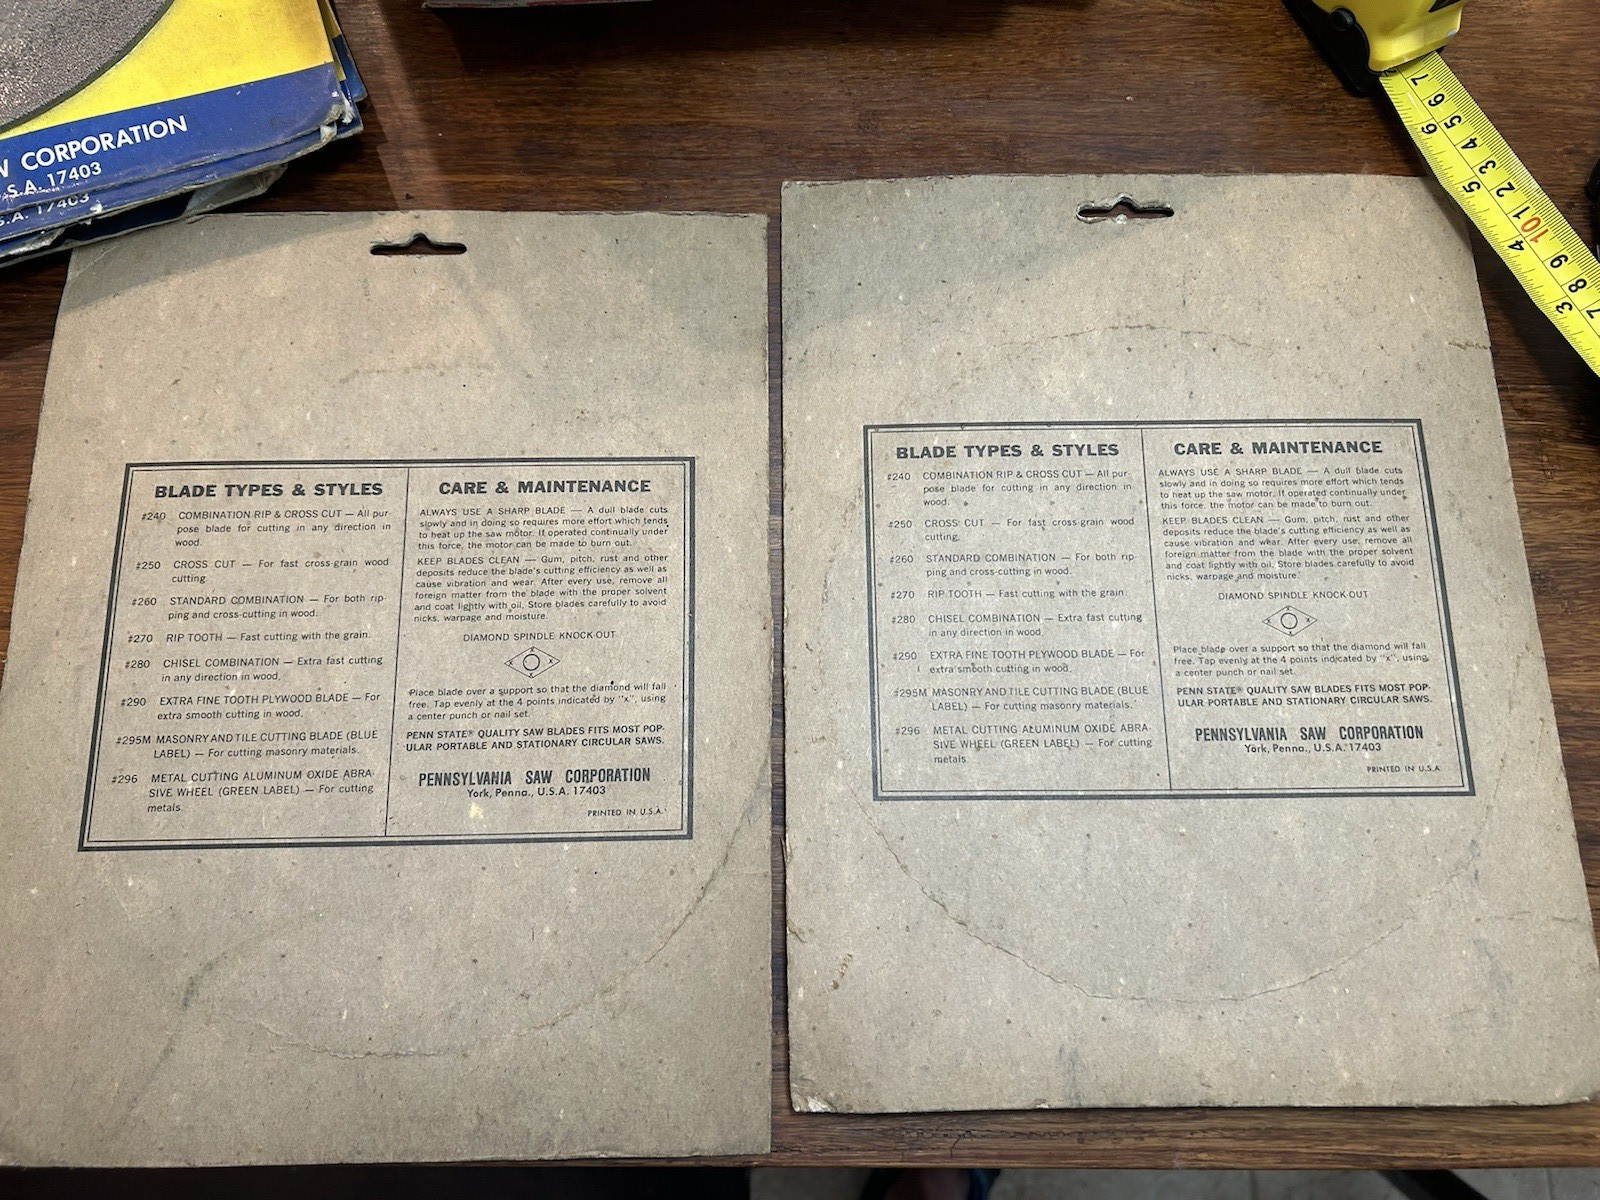 W CORPORATION
S.A. 17403
S.A. 17403
7
6
5
4
3
2
1
10
9
8
7
6
5
4
3
BLADE TYPES & STYLES
#240 COMBINATION RIP & CROSS CUT — All pur-
pose blade for cutting in any direction in
wood.
#250 CROSS CUT — For fast cross-grain wood
cutting.
#260 STANDARD COMBINATION — For both rip-
ping and cross-cutting in wood.
#270 RIP TOOTH — Fast cutting with the grain.
#280 CHISEL COMBINATION — Extra fast cutting
in any direction in wood.
#290 EXTRA FINE TOOTH PLYWOOD BLADE — For
extra smooth cutting in wood.
#295M MASONRY AND TILE CUTTING BLADE (BLUE
LABEL) — For cutting masonry materials.
#296 METAL CUTTING ALUMINUM OXIDE ABRA-
SIVE WHEEL (GREEN LABEL) — For cutting
metals.
CARE & MAINTENANCE
ALWAYS USE A SHARP BLADE — A dull blade cuts
slowly and in doing so requires more effort which tends
to heat up the saw motor. If operated continually under
this force, the motor can be made to burn out.
KEEP BLADES CLEAN — Gum, pitch, rust and other
deposits reduce the blade's cutting efficiency as well as
cause vibration and wear. After every use, remove all
foreign matter from the blade with the proper solvent
and coat lightly with oil. Store blades carefully to avoid
nicks, warpage and moisture.
DIAMOND SPINDLE KNOCK-OUT
x x x x
Place blade over a support so that the diamond will fall
free. Tap evenly at the 4 points indicated by "x", using
a center punch or nail set.
PENN STATE® QUALITY SAW BLADES FITS MOST POP-
ULAR PORTABLE AND STATIONARY CIRCULAR SAWS.
PENNSYLVANIA SAW CORPORATION
York, Penna., U.S.A. 17403
PRINTED IN U.S.A.
BLADE TYPES & STYLES
#240 COMBINATION RIP & CROSS CUT — All pur-
pose blade for cutting in any direction in
wood.
#250 CROSS CUT — For fast cross-grain wood
cutting.
#260 STANDARD COMBINATION — For both rip-
ping and cross-cutting in wood.
#270 RIP TOOTH — Fast cutting with the grain.
#280 CHISEL COMBINATION — Extra fast cutting
in any direction in wood.
#290 EXTRA FINE TOOTH PLYWOOD BLADE — For
extra smooth cutting in wood.
#295M MASONRY AND TILE CUTTING BLADE (BLUE
LABEL) — For cutting masonry materials.
#296 METAL CUTTING ALUMINUM OXIDE ABRA-
SIVE WHEEL (GREEN LABEL) — For cutting
metals.
CARE & MAINTENANCE
ALWAYS USE A SHARP BLADE — A dull blade cuts
slowly and in doing so requires more effort which tends
to heat up the saw motor. If operated continually under
this force, the motor can be made to burn out.
KEEP BLADES CLEAN — Gum, pitch, rust and other
deposits reduce the blade's cutting efficiency as well as
cause vibration and wear. After every use, remove all
foreign matter from the blade with the proper solvent
and coat lightly with oil. Store blades carefully to avoid
nicks, warpage and moisture.
DIAMOND SPINDLE KNOCK-OUT
x x x x
Place blade over a support so that the diamond will fall
free. Tap evenly at the 4 points indicated by "x", using
a center punch or nail set.
PENN STATE® QUALITY SAW BLADES FITS MOST POP-
ULAR PORTABLE AND STATIONARY CIRCULAR SAWS.
PENNSYLVANIA SAW CORPORATION
York, Penna., U.S.A. 17403
PRINTED IN U.S.A.